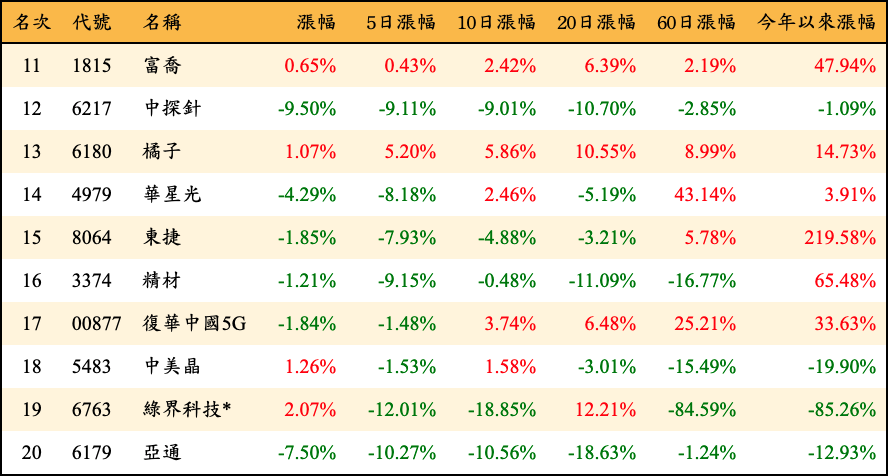 名次 代號 名稱 漲幅 5日漲幅 10日漲幅 20日漲幅 60日漲幅 今年以來漲幅
11 1815 富喬 0.65% 0.43% 2.42% 6.39% 2.19% 47.94%
12 6217 中探針 -9.50% -9.11% -9.01% -10.70% -2.85% -1.09%
13 6180 橘子 1.07% 5.20% 5.86% 10.55% 8.99% 14.73%
14 4979 華星光 -4.29% -8.18% 2.46% -5.19% 43.14% 3.91%
15 8064 東捷 -1.85% -7.93% -4.88% -3.21% 5.78% 219.58%
16 3374 精材 -1.21% -9.15% -0.48% -11.09% -16.77% 65.48%
17 00877 復華中國5G -1.84% -1.48% 3.74% 6.48% 25.21% 33.63%
18 5483 中美晶 1.26% -1.53% 1.58% -3.01% -15.49% -19.90%
19 6763 綠界科技* 2.07% -12.01% -18.85% 12.21% -84.59% -85.26%
20 6179 亞通 -7.50% -10.27% -10.56% -18.63% -1.24% -12.93%